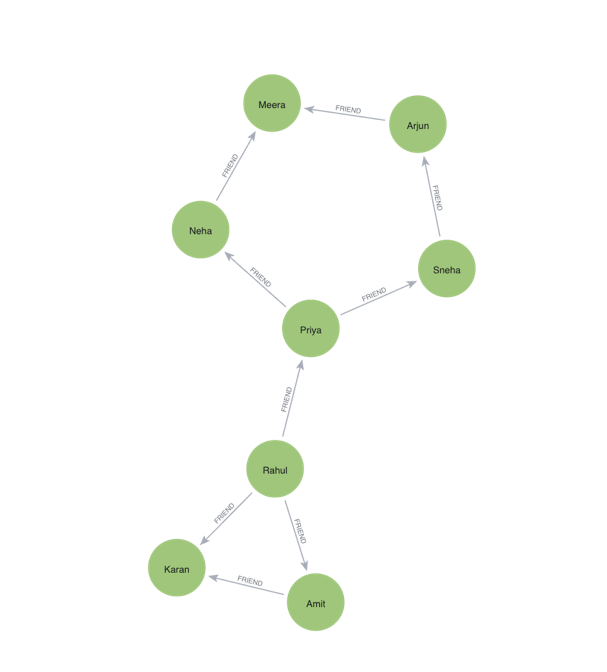 Meera
FRIEND
Arjun
FRIEND
FRIEND
Neha
FRIEND
Sneha
FRIEND
Priya
FRIEND
Rahul
FRIEND
FRIEND
Karan
FRIEND
Amit